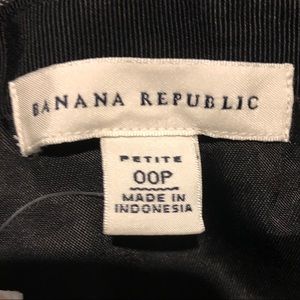 BANANA REPUBLIC
PETITE
00P
MADE IN
INDONESIA